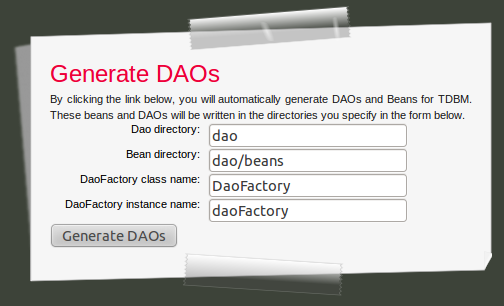 Generate DAOs
By clicking the link below, you will automatically generate DAOs and Beans for TDBM.
These beans and DAOs will be written in the directories you specify in the form below.
Dao directory: dao
Bean directory: dao/beans
DaoFactory class name: DaoFactory
DaoFactory instance name: daoFactory
Generate DAOs